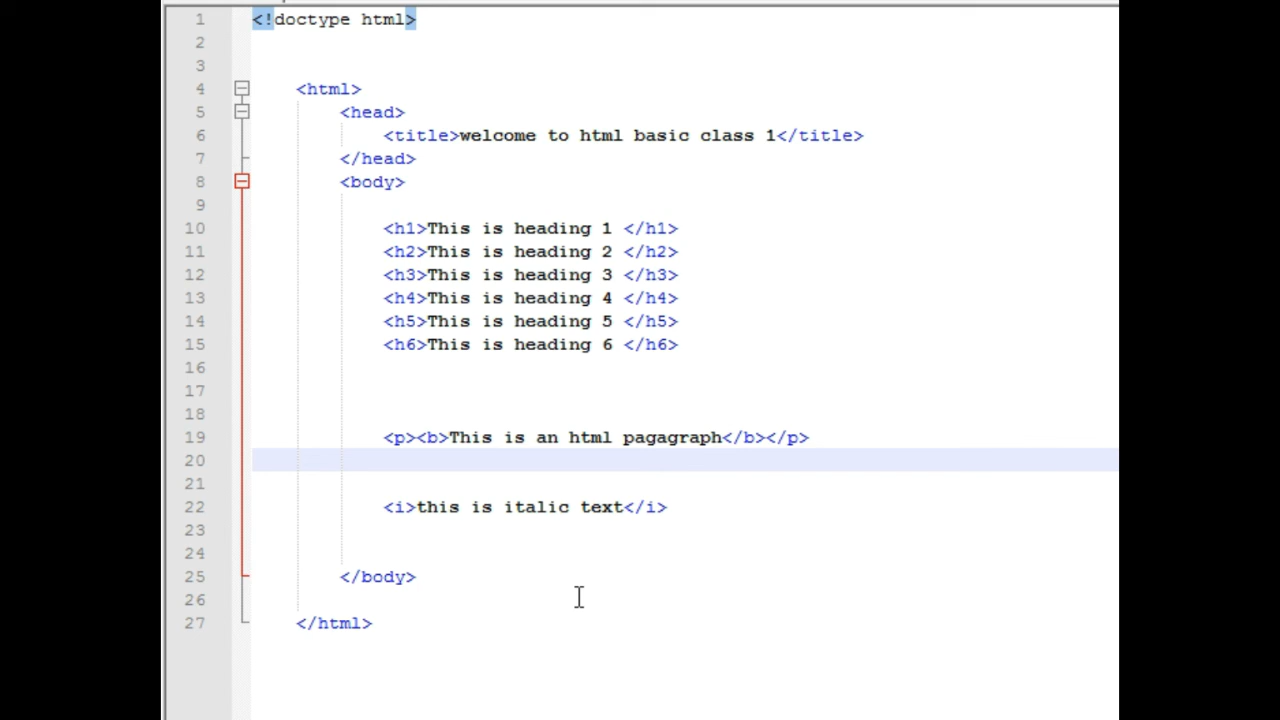 1 <!doctype html>
2
3
4 <html>
5 <head>
6 <title>welcome to html basic class 1</title>
7 </head>
8 <body>
9
10 <h1>This is heading 1 </h1>
11 <h2>This is heading 2 </h2>
12 <h3>This is heading 3 </h3>
13 <h4>This is heading 4 </h4>
14 <h5>This is heading 5 </h5>
15 <h6>This is heading 6 </h6>
16
17
18
19 <p><b>This is an html pagagraph</b></p>
20
21
22 <i>this is italic text</i>
23
24
25 </body>
26
27 </html>